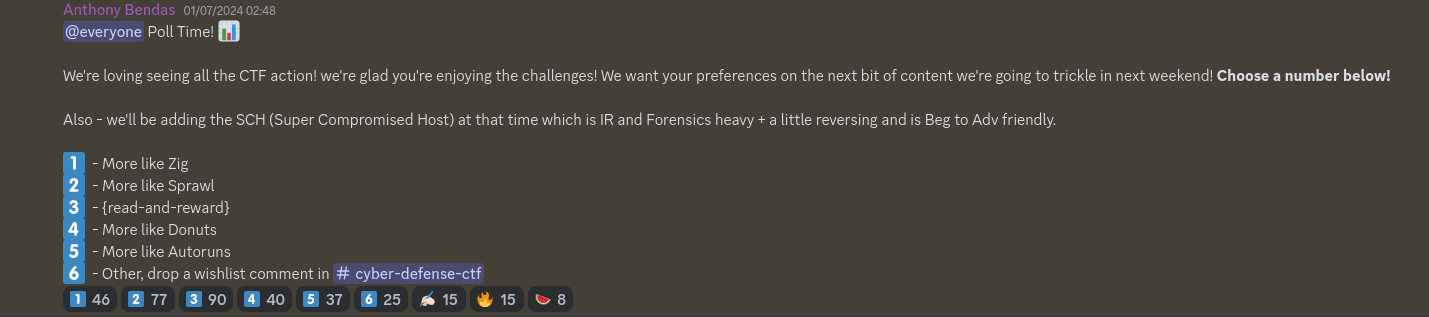 Anthony Bendas 01/07/2024 02:48
@everyone Poll Time! 📊
We're loving seeing all the CTF action! we're glad you're enjoying the challenges! We want your preferences on the next bit of content we're going to trickle in next weekend! Choose a number below!
Also - we'll be adding the SCH (Super Compromised Host) at that time which is IR and Forensics heavy + a little reversing and is Beg to Adv friendly.
1 - More like Zig
2 - More like Sprawl
3 - {read-and-reward}
4 - More like Donuts
5 - More like Autoruns
6 - Other, drop a wishlist comment in # cyber-defense-ctf
1 46 2 77 3 90 4 40 5 37 6 25 ✍🏻 15 🔥 15 🍉 8